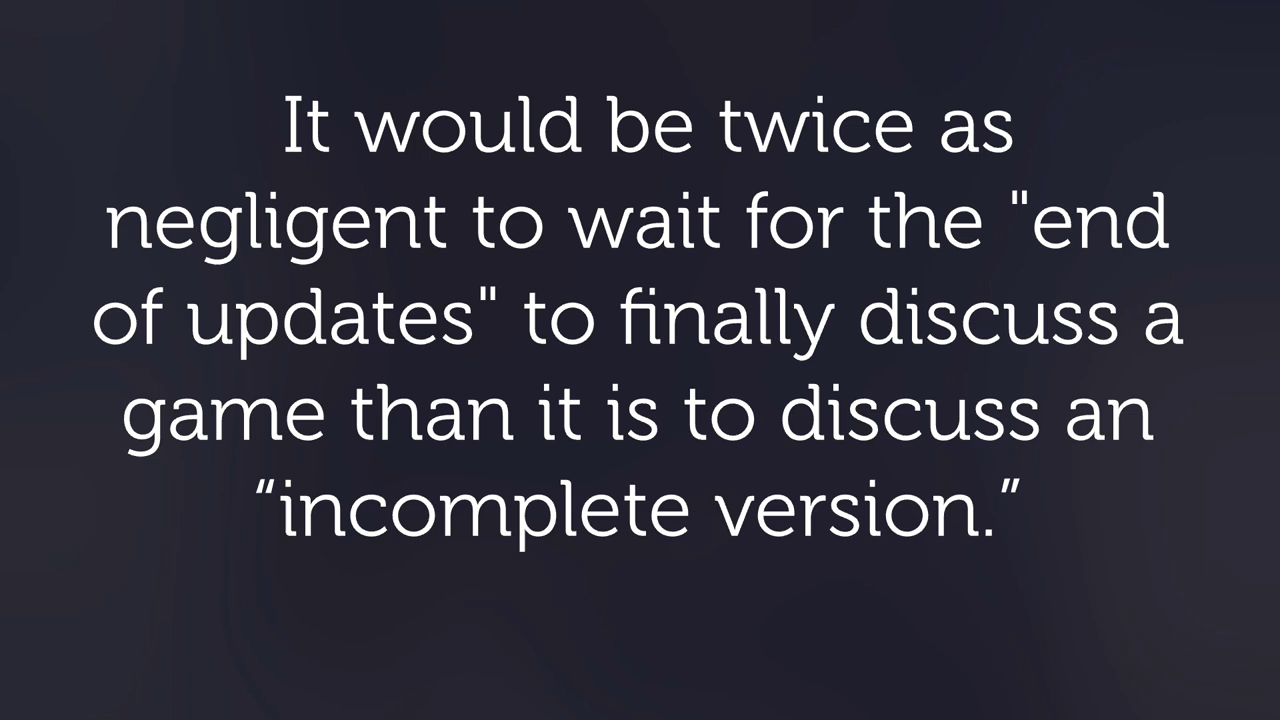 It would be twice as
negligent to wait for the "end
of updates" to finally discuss a
game than it is to discuss an
“incomplete version.”